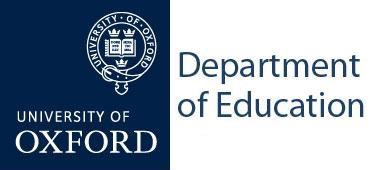 UNIVERSITY OF OXFORD
UNIVERSITY OF
OXFORD
Department
of Education